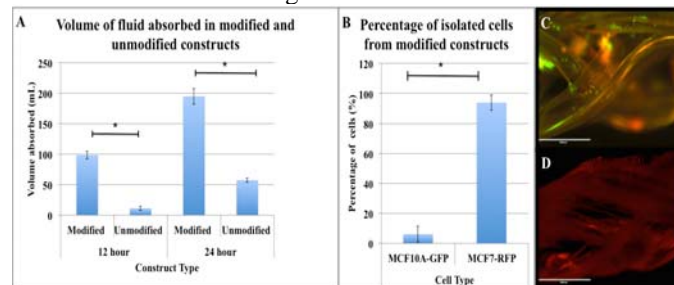 A
Volume of fluid absorbed in modified and
unmodified constructs
*
*
Volume absorbed (mL)
250
200
150
100
50
0
Modified Unmodified Modified Unmodified
12 hour 24 hour
Construct Type
B
Percentage of isolated cells
from modified constructs
*
Percentage of cells (%)
120
100
80
60
40
20
0
MCF10A-GFP MCF7-RFP
Cell Type
C
D